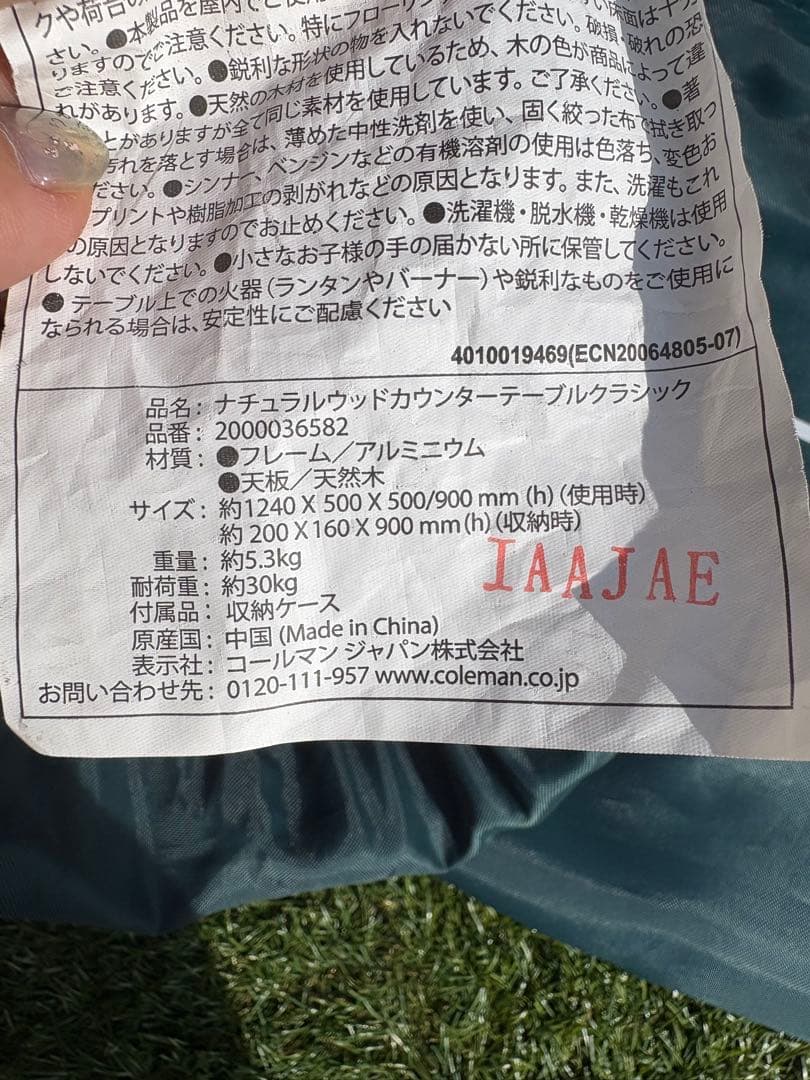 クや荷台の
さい。●本製品を屋内でご使用
りますのでご注意ください。特にフローリン
床面は十分
ご注意ください。●鋭利な形状の物を入れないでください。破損・破れの恐
れがあります。●天然の木材を使用しているため、木の色が商品によって違
とがありますが全て同じ素材を使用しています。ご了承ください。●著
汚れを落とす場合は、薄めた中性洗剤を使い、固く絞った布で拭き取っ
ださい。●シンナー、ベンジンなどの有機溶剤の使用は色落ち、変色お
プリントや樹脂加工の剥がれなどの原因となります。また、洗濯もこれ
の原因となりますのでお止めください。●洗濯機・脱水機・乾燥機は使用
しないでください。●小さなお子様の手の届かない所に保管してください。
●テーブル上での火器(ランタンやバーナー)や鋭利なものをご使用に
なられる場合は、安定性にご配慮ください
4010019469(ECN20064805-07)
品名：ナチュラルウッドカウンターテーブルクラシック
品番：2000036582
材質：●フレーム／アルミニウム
●天板／天然木
サイズ：約1240 X 500 X 500/900 mm (h) (使用時)
約 200 X 160 X 900 mm (h) (収納時)
重量：約5.3kg
耐荷重：約30kg
付属品：収納ケース
原産国：中国 (Made in China)
表示社：コールマン ジャパン株式会社
お問い合わせ先：0120-111-957 www.coleman.co.jp
IAAJAE